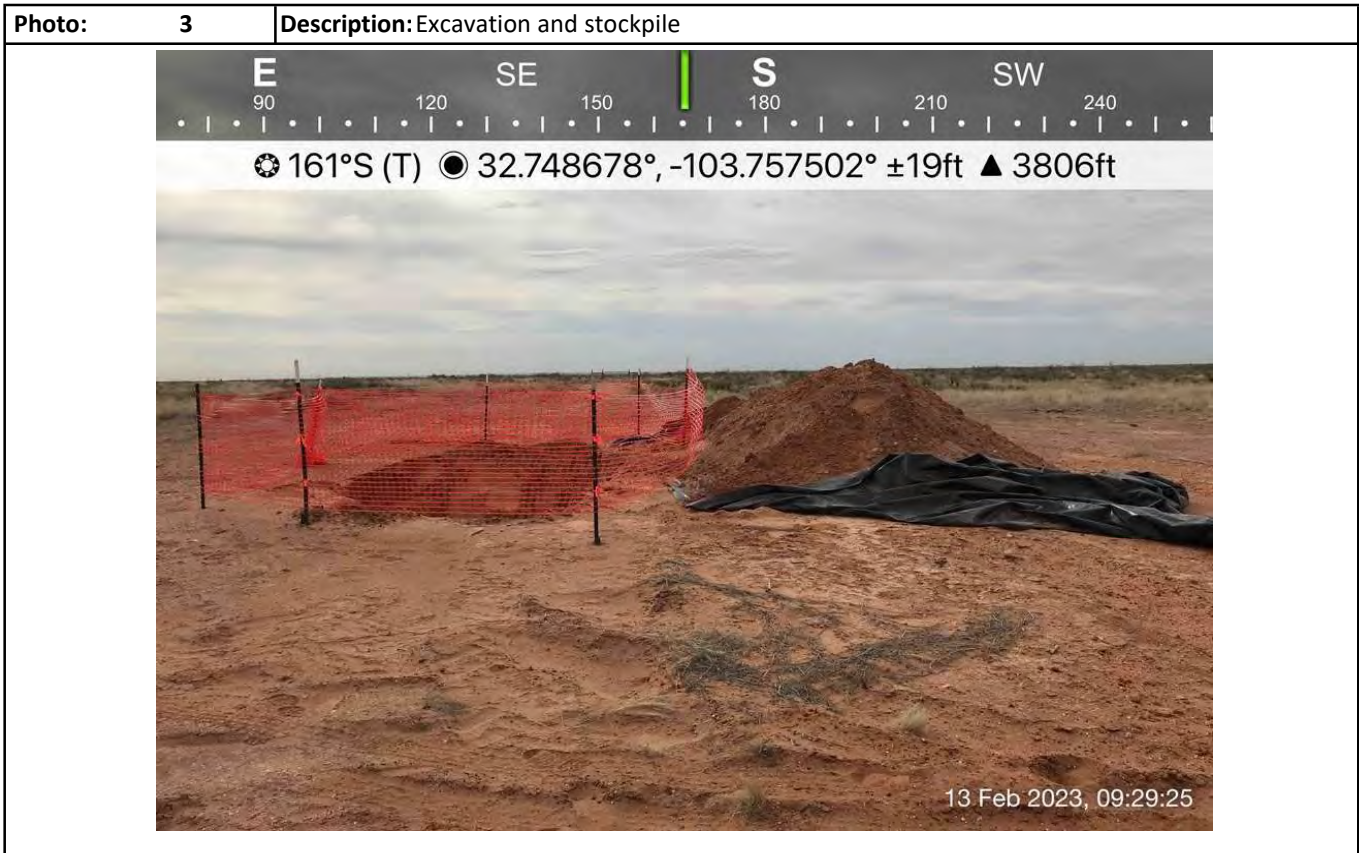 Photo: 3 Description: Excavation and stockpile
E SE S SW
90 120 150 180 210 240
161°S (T) 32.748678°, -103.757502° ±19ft ▲ 3806ft
13 Feb 2023, 09:29:25